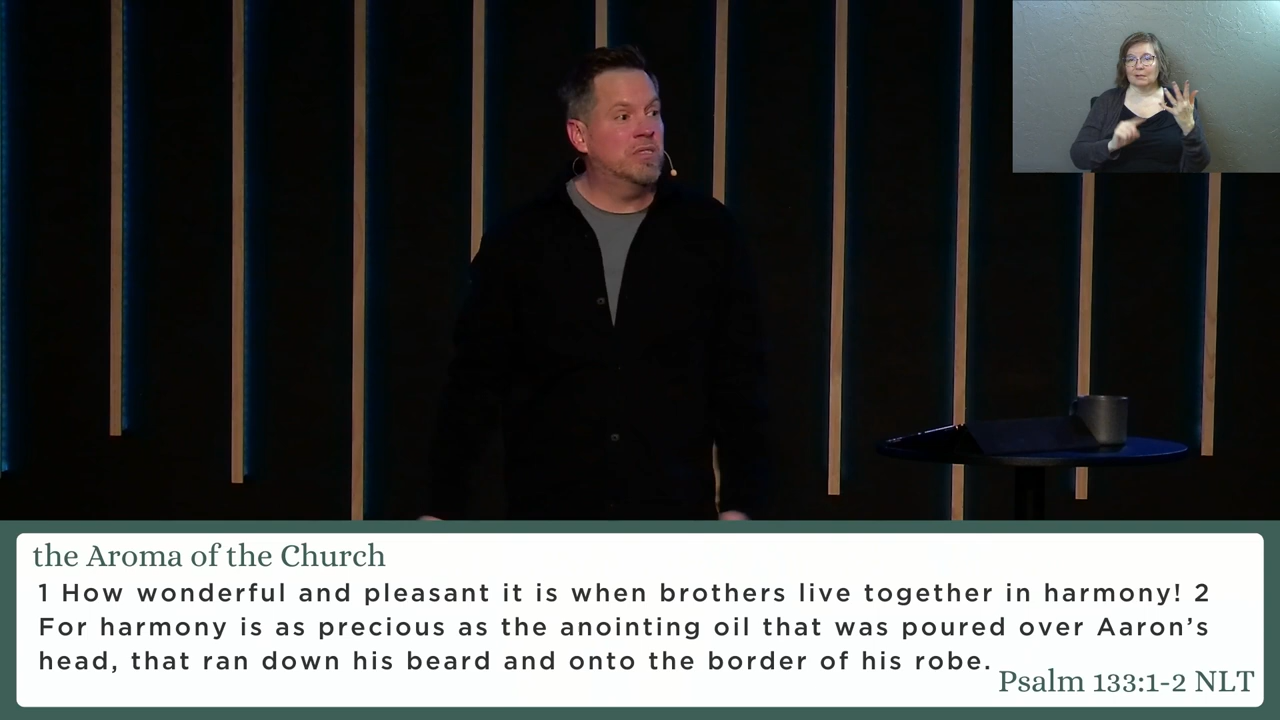 the Aroma of the Church
1 How wonderful and pleasant it is when brothers live together in harmony! 2
For harmony is as precious as the anointing oil that was poured over Aaron’s
head, that ran down his beard and onto the border of his robe.
Psalm 133:1-2 NLT